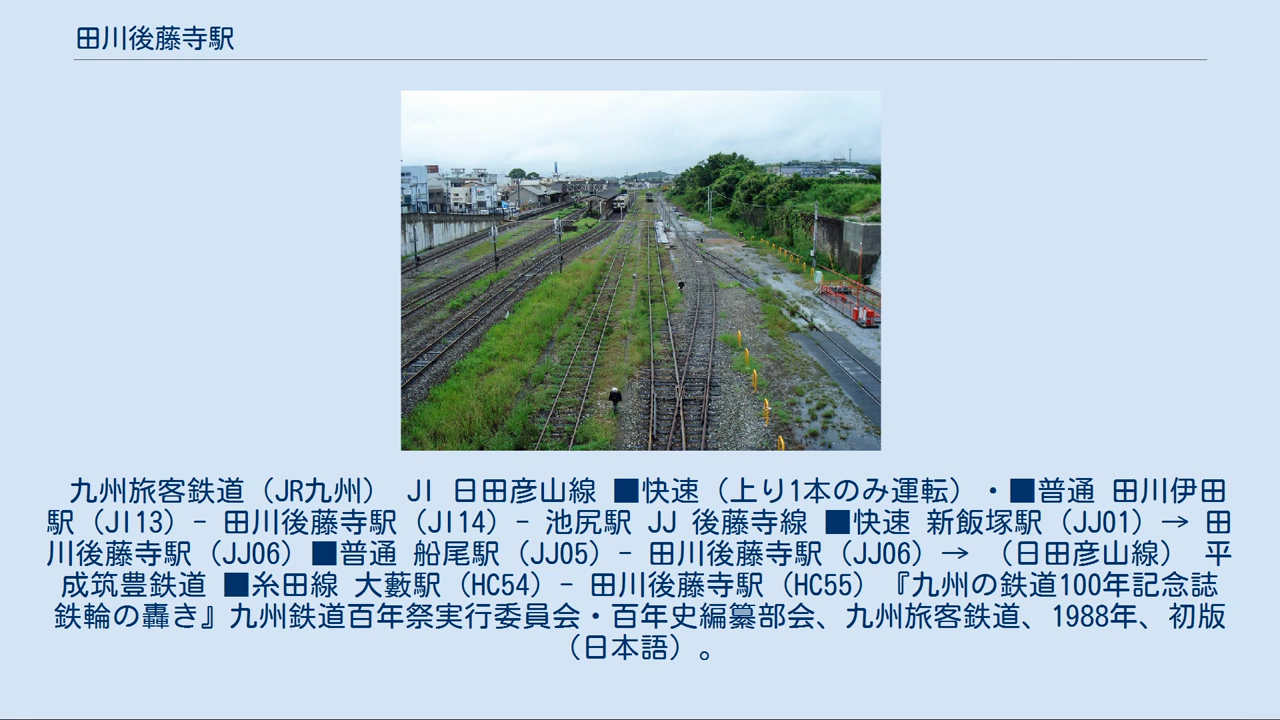 田川後藤寺駅
九州旅客鉄道（JR九州） JI 日田彦山線 ■快速（上り1本のみ運転）・■普通 田川伊田
駅（JI13）- 田川後藤寺駅（JI14）- 池尻駅 JJ 後藤寺線 ■快速 新飯塚駅（JJ01）→ 田
川後藤寺駅（JJ06）■普通 船尾駅（JJ05）- 田川後藤寺駅（JJ06）→ （日田彦山線） 平
成筑豊鉄道 ■糸田線 大藪駅（HC54）- 田川後藤寺駅（HC55）『九州の鉄道100年記念誌
鉄輪の轟き』九州鉄道百年祭実行委員会・百年史編纂部会、九州旅客鉄道、1988年、初版
（日本語）。